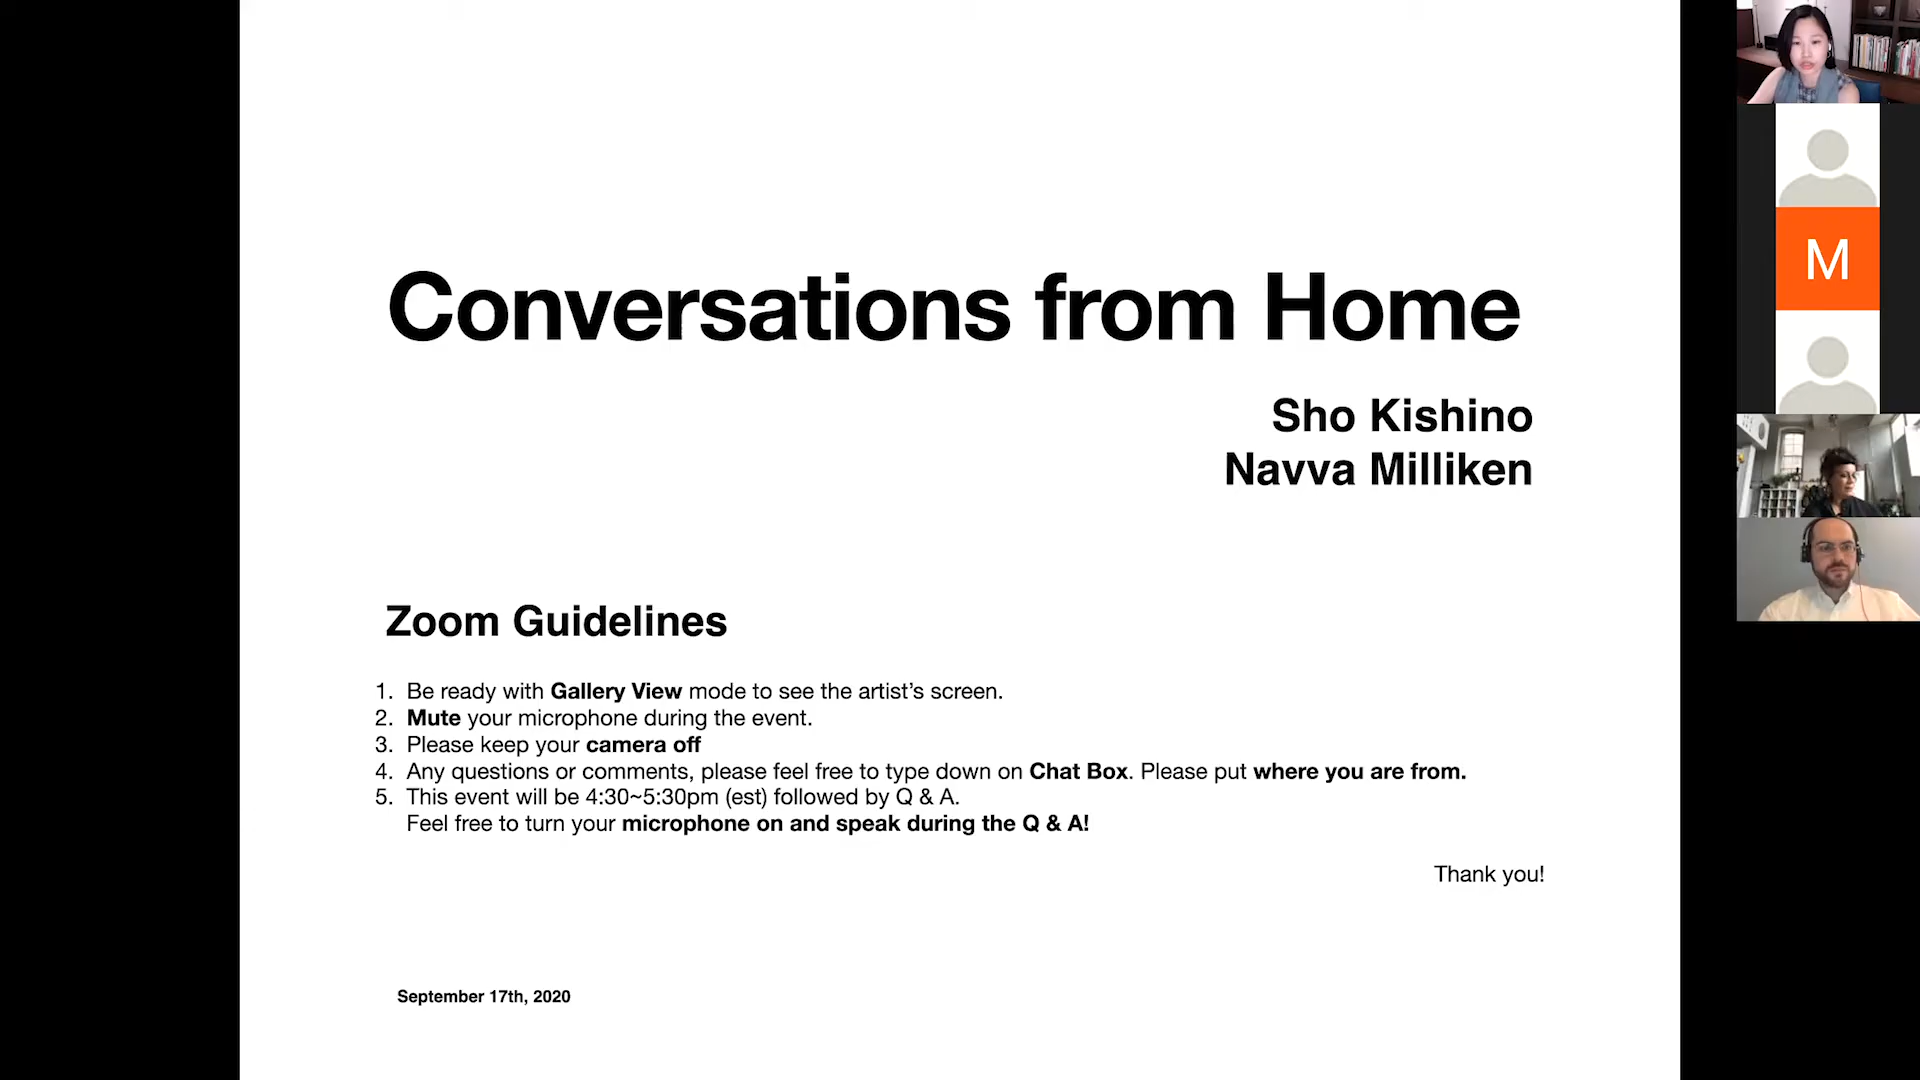 Conversations from Home
Sho Kishino
Navva Milliken
Zoom Guidelines
1. Be ready with Gallery View mode to see the artist’s screen.
2. Mute your microphone during the event.
3. Please keep your camera off
4. Any questions or comments, please feel free to type down on Chat Box. Please put where you are from.
5. This event will be 4:30~5:30pm (est) followed by Q & A.
Feel free to turn your microphone on and speak during the Q & A!
Thank you!
September 17th, 2020
M